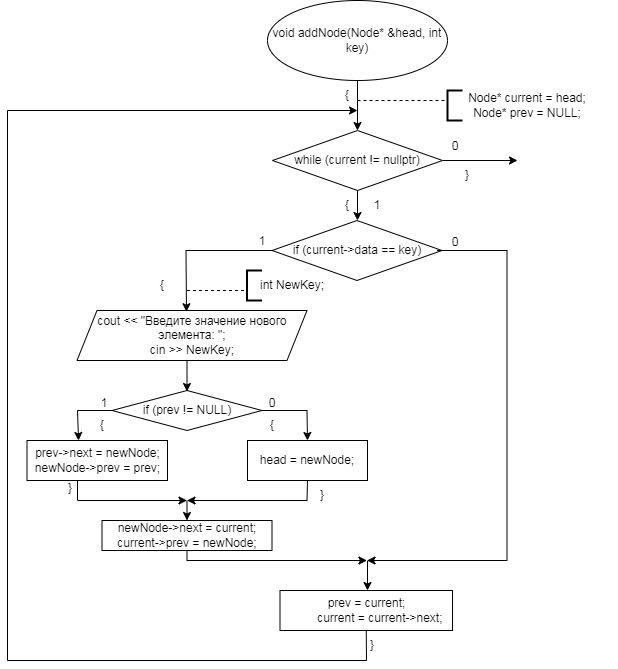 void addNode(Node* &head, int
key)
{
Node* current = head;
Node* prev = NULL;
while (current != nullptr)
0
}
{
1
if (current->data == key)
1
0
{
int NewKey;
cout << "Введите значение нового
элемента: ";
cin >> NewKey;
if (prev != NULL)
1
0
{
{
prev->next = newNode;
newNode->prev = prev;
head = newNode;
}
}
newNode->next = current;
current->prev = newNode;
prev = current;
current = current->next;
}